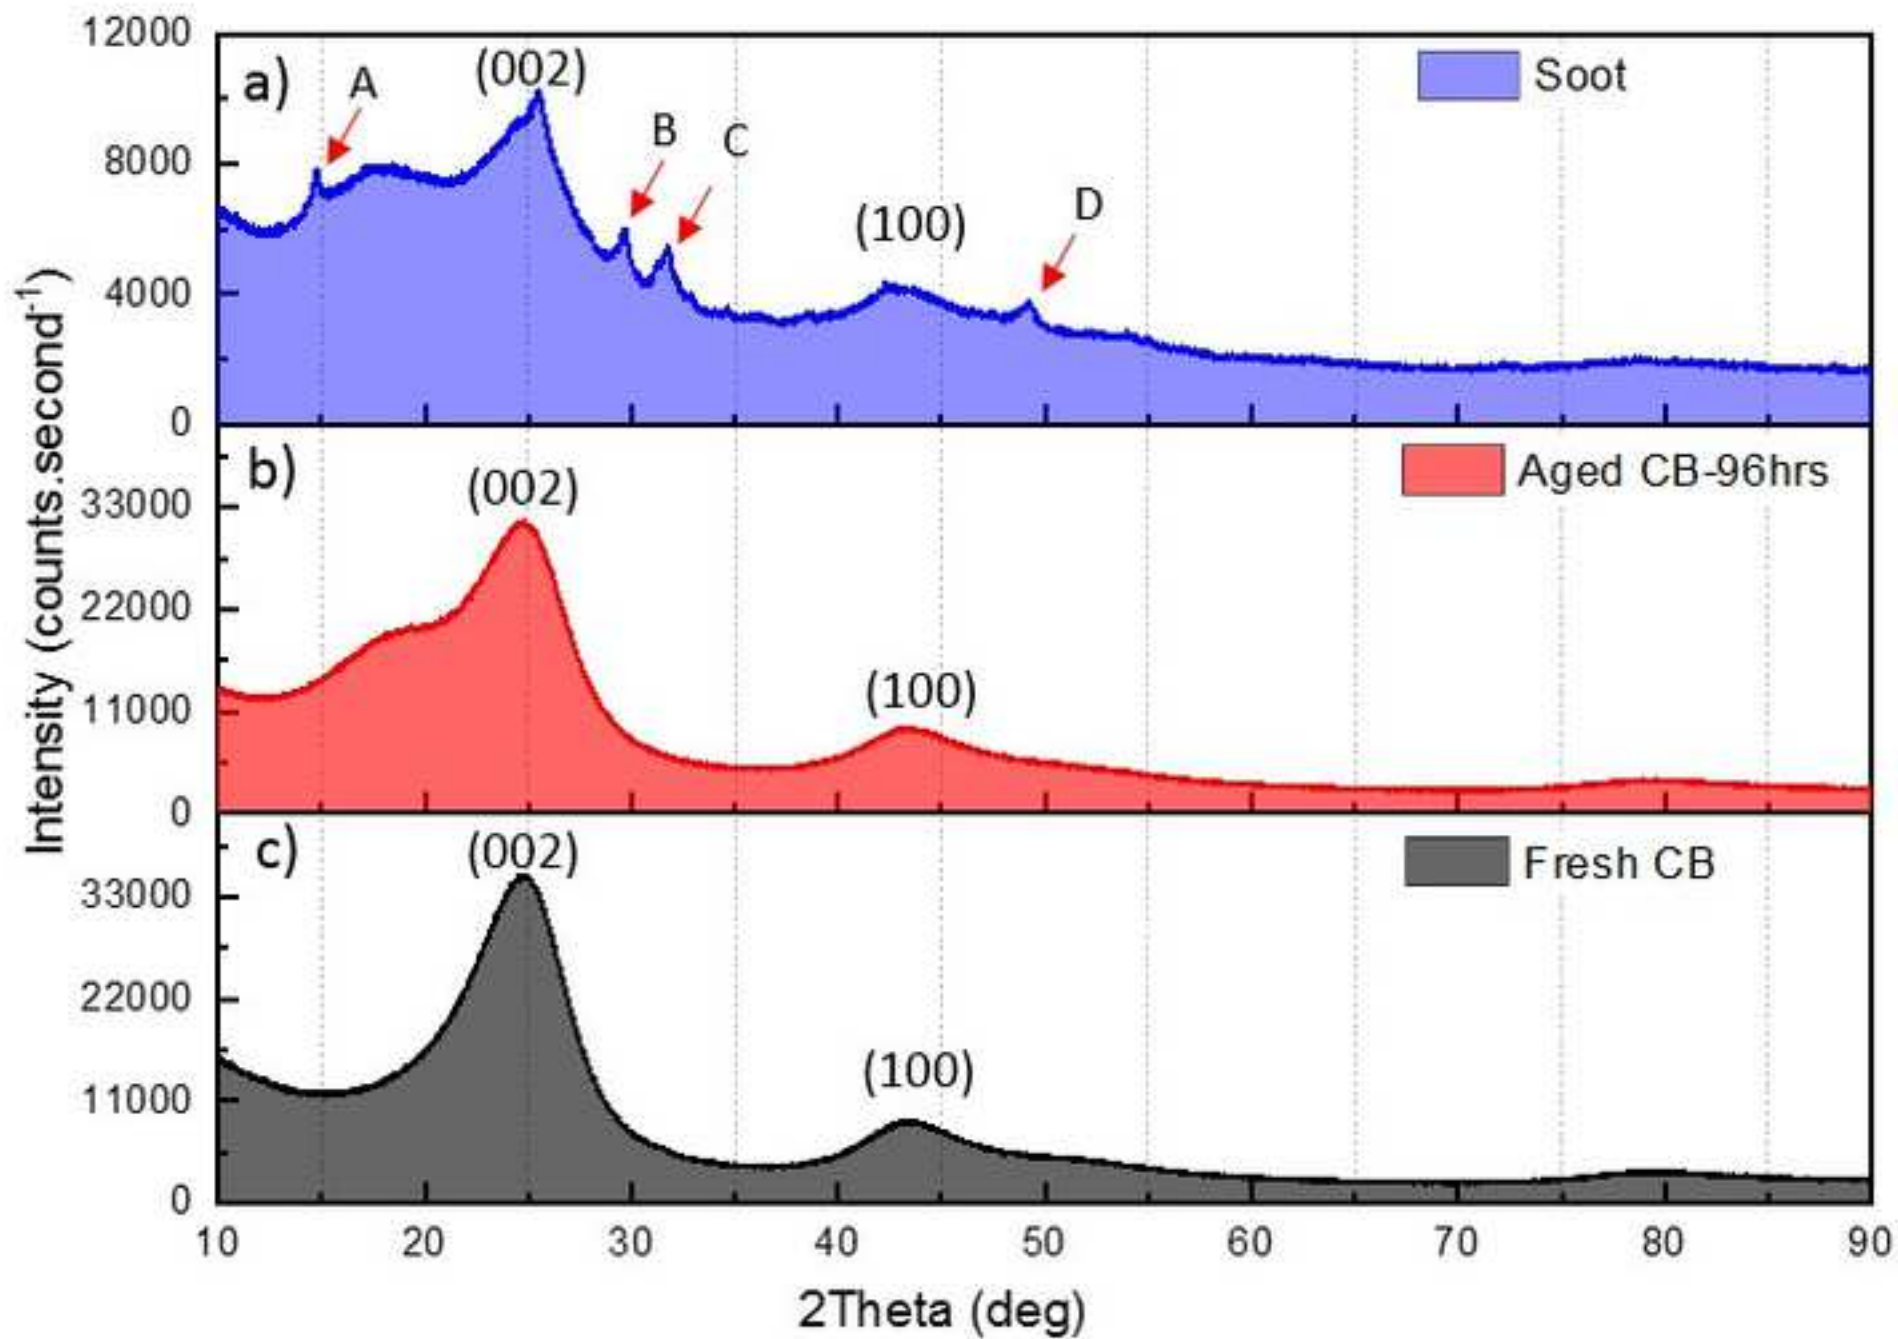 12000
8000
4000
0
a)
A
(002)
B
C
(100)
D
Soot
33000
22000
11000
0
b)
(002)
(100)
Aged CB-96hrs
33000
22000
11000
0
c)
(002)
(100)
Fresh CB
Intensity (counts.second-1)
10 20 30 40 50 60 70 80 90
2Theta (deg)